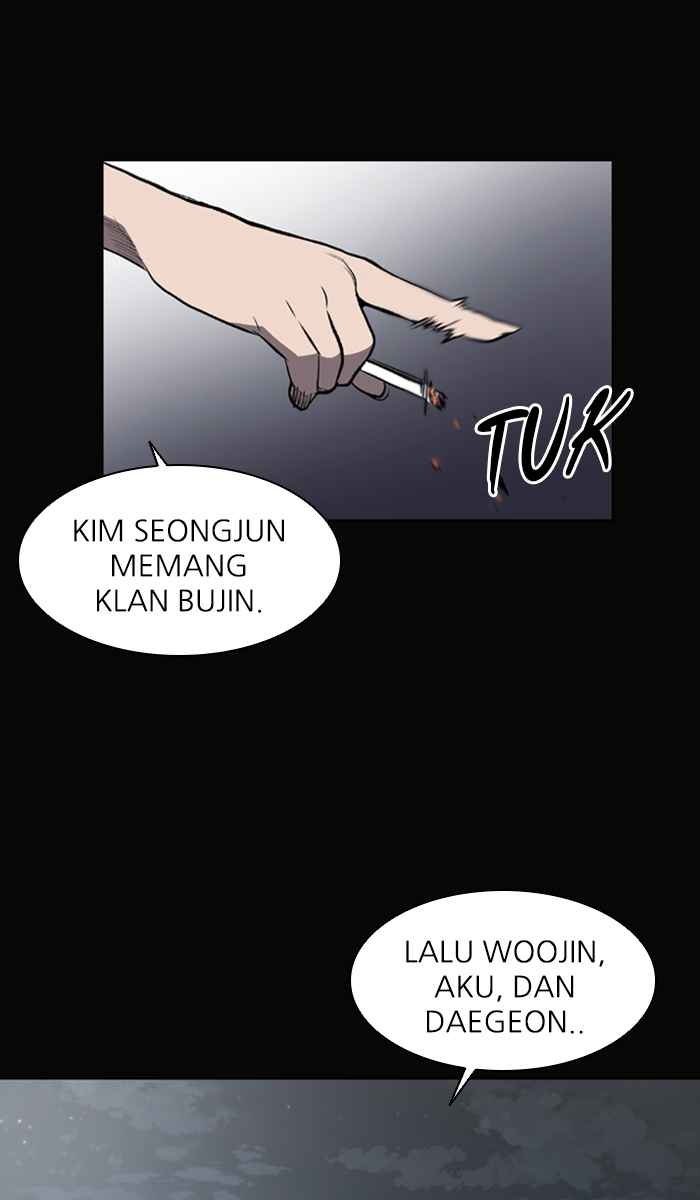 TUK
KIM SEONGJUN
MEMANG
KLAN BUJIN.
LALU WOOJIN,
AKU, DAN
DAEGEON..